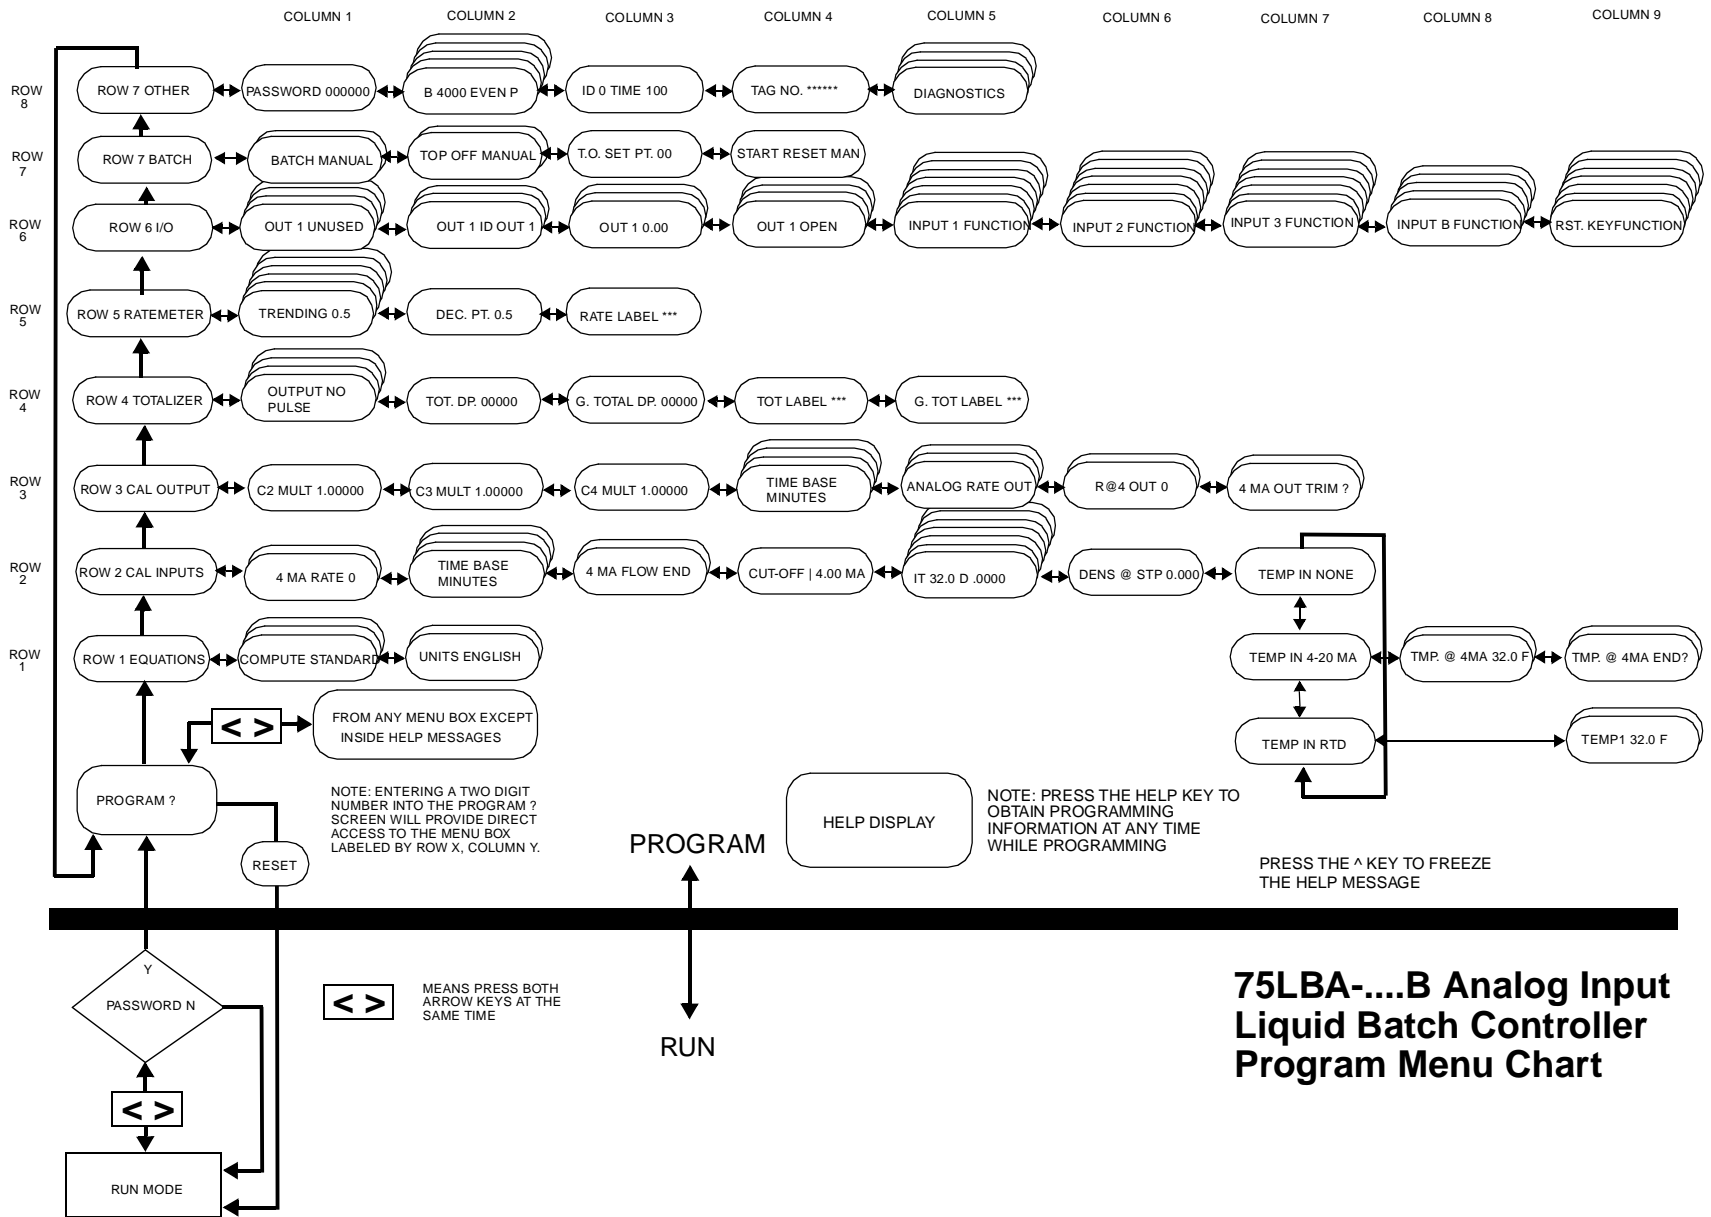 COLUMN 1 COLUMN 2 COLUMN 3 COLUMN 4 COLUMN 5 COLUMN 6 COLUMN 7 COLUMN 8 COLUMN 9
ROW
8
ROW 7 OTHER
PASSWORD 000000
B 4000 EVEN P
ID 0 TIME 100
TAG NO. ******
DIAGNOSTICS
ROW
7
ROW 7 BATCH
BATCH MANUAL
TOP OFF MANUAL
T.O. SET PT. 00
START RESET MAN
ROW
6
ROW 6 I/O
OUT 1 UNUSED
OUT 1 ID OUT 1
OUT 1 0.00
OUT 1 OPEN
INPUT 1 FUNCTION
INPUT 2 FUNCTION
INPUT 3 FUNCTION
INPUT B FUNCTION
RST. KEYFUNCTION
ROW
5
ROW 5 RATEMETER
TRENDING 0.5
DEC. PT. 0.5
RATE LABEL ***
ROW
4
ROW 4 TOTALIZER
OUTPUT NO
PULSE
TOT. DP. 00000
G. TOTAL DP. 00000
TOT LABEL ***
G. TOT LABEL ***
ROW
3
ROW 3 CAL OUTPUT
C2 MULT 1.00000
C3 MULT 1.00000
C4 MULT 1.00000
TIME BASE
MINUTES
ANALOG RATE OUT
R@4 OUT 0
4 MA OUT TRIM ?
ROW
2
ROW 2 CAL INPUTS
4 MA RATE 0
TIME BASE
MINUTES
4 MA FLOW END
CUT-OFF | 4.00 MA
IT 32.0 D .0000
DENS @ STP 0.000
TEMP IN NONE
ROW
1
ROW 1 EQUATIONS
COMPUTE STANDARD
UNITS ENGLISH
TEMP IN 4-20 MA
TMP. @ 4MA 32.0 F
TMP. @ 4MA END?
< >
FROM ANY MENU BOX EXCEPT
INSIDE HELP MESSAGES
TEMP IN RTD
TEMP1 32.0 F
PROGRAM ?
NOTE: ENTERING A TWO DIGIT
NUMBER INTO THE PROGRAM ?
SCREEN WILL PROVIDE DIRECT
ACCESS TO THE MENU BOX
LABELED BY ROW X, COLUMN Y.
RESET
PROGRAM
HELP DISPLAY
NOTE: PRESS THE HELP KEY TO
OBTAIN PROGRAMMING
INFORMATION AT ANY TIME
WHILE PROGRAMMING
PRESS THE ^ KEY TO FREEZE
THE HELP MESSAGE
Y
PASSWORD N
< >
MEANS PRESS BOTH
ARROW KEYS AT THE
SAME TIME
RUN
75LBA-....B Analog Input
Liquid Batch Controller
Program Menu Chart
< >
RUN MODE